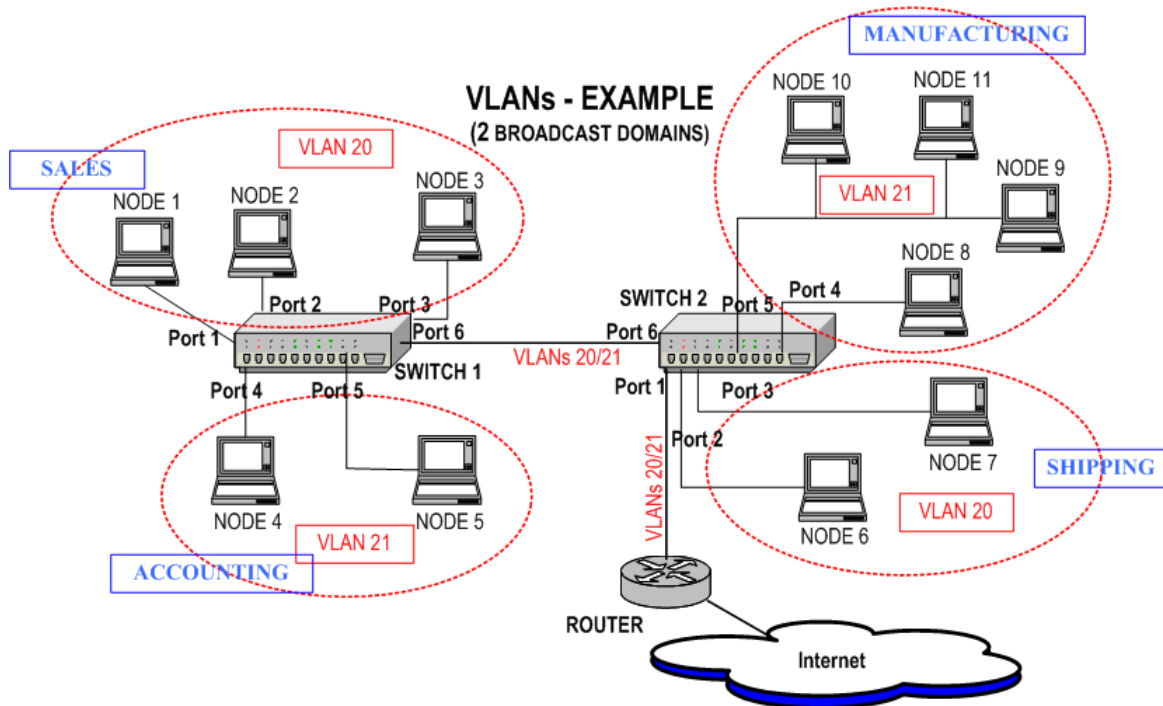 MANUFACTURING
NODE 10
NODE 11
VLANs - EXAMPLE
(2 BROADCAST DOMAINS)
VLAN 20
SALES
NODE 1
NODE 2
NODE 3
NODE 9
VLAN 21
NODE 8
Port 1
Port 2
Port 3
Port 6
SWITCH 1
Port 4
Port 5
VLANs 20/21
SWITCH 2
Port 5
Port 4
Port 6
Port 1
Port 3
Port 2
NODE 4
NODE 5
VLAN 21
ACCOUNTING
VLANs 20/21
NODE 7
SHIPPING
NODE 6
VLAN 20
ROUTER
Internet